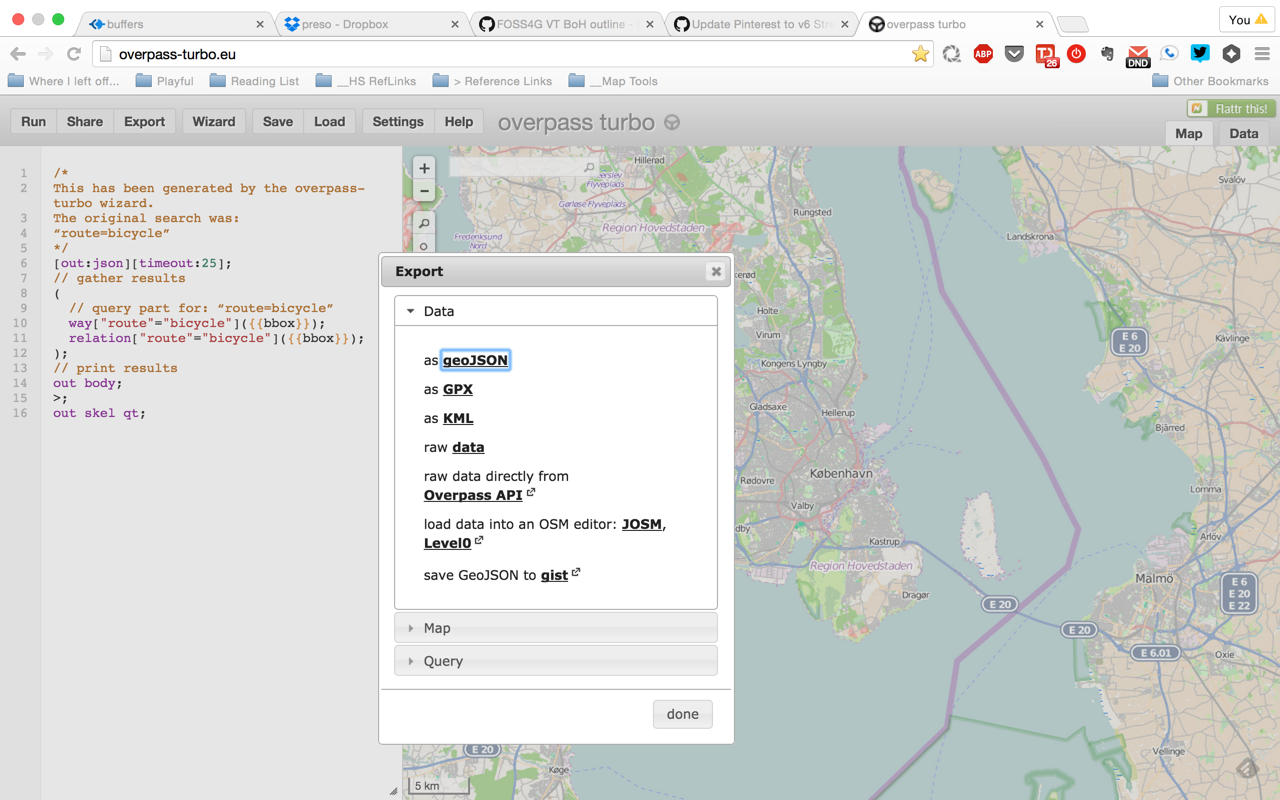 buffers
preso - Dropbox
FOSS4G VT BoH outline -
Update Pinterest to v6 Stre
overpass turbo
You
overpass-turbo.eu
ABP
26
DND
Where I left off...
Playful
Reading List
__HS RefLinks
> Reference Links
__Map Tools
Other Bookmarks
Run
Share
Export
Wizard
Save
Load
Settings
Help
overpass turbo
Flattr this!
Map
Data
1 /*
2 This has been generated by the overpass-
turbo wizard.
3 The original search was:
4 “route=bicycle”
5 */
6 [out:json][timeout:25];
7 // gather results
8 (
9 // query part for: “route=bicycle”
10 way["route"="bicycle"]({{bbox}});
11 relation["route"="bicycle"]({{bbox}});
12 );
13 // print results
14 out body;
15 >;
16 out skel qt;
+
−
Export
Data
as geoJSON
as GPX
as KML
raw data
raw data directly from
Overpass API
load data into an OSM editor: JOSM,
Level0
save GeoJSON to gist
Map
Query
done
Hillerød
Flyveplads
Gørløse Flyveplads
Region Hovedstaden
Frederikssund
Nord
Rungsted
Landskrona
Svalöv
Holte
Virum
Kongens Lyngby
Gladsaxe
Hellerup
E 6
E 20
Kävlinge
Bjärred
København
Rødovre
Valby
Lomma
Kastrup
Arlöv
Region Hovedstaden
Dragør
Malmö
E 20
E 6
E 20
E 22
E 20
E 6.01
Oxie
Vellinge
E 20
Køge
5 km